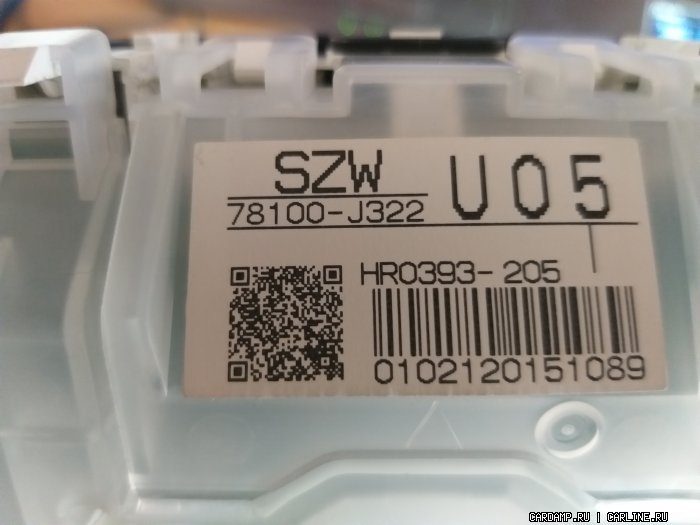 SZW
U05
78100-J322
HR0393-205
0102120151089
CARDAMP.RU | CARLINE.RU